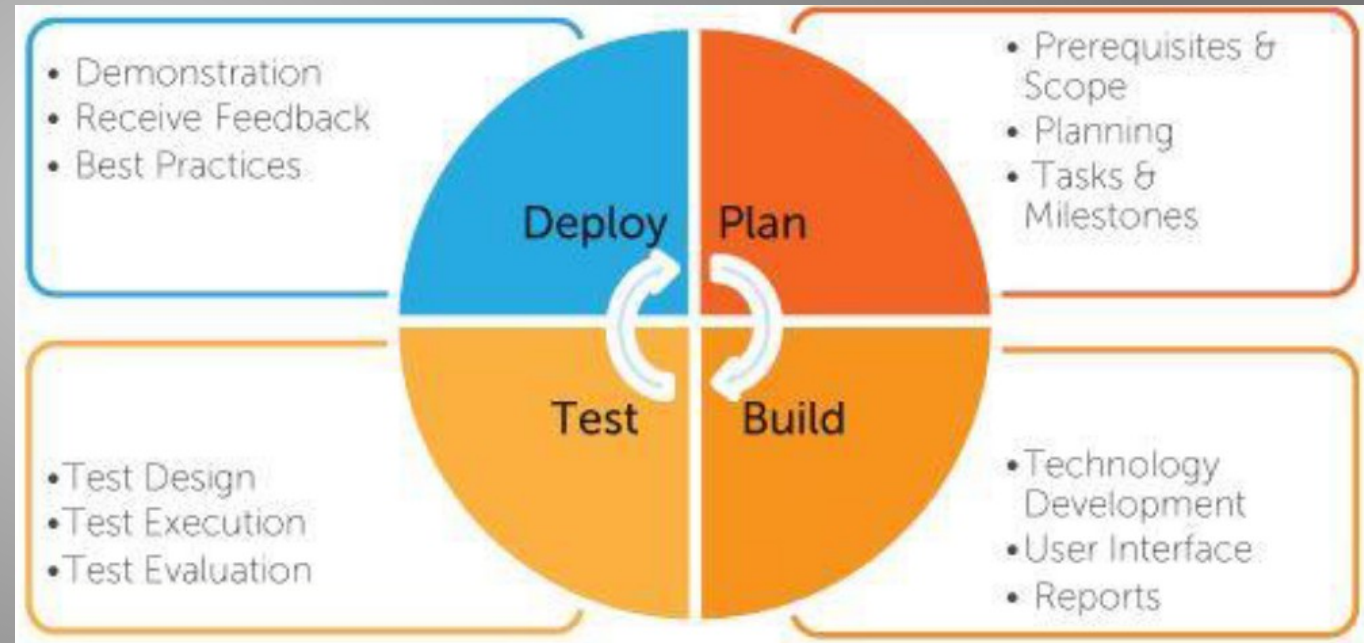 • Demonstration
• Receive Feedback
• Best Practices
• Prerequisites &
Scope
• Planning
• Tasks &
Milestones
Deploy
Plan
Test
Build
•Test Design
•Test Execution
•Test Evaluation
•Technology
Development
•User Interface
• Reports